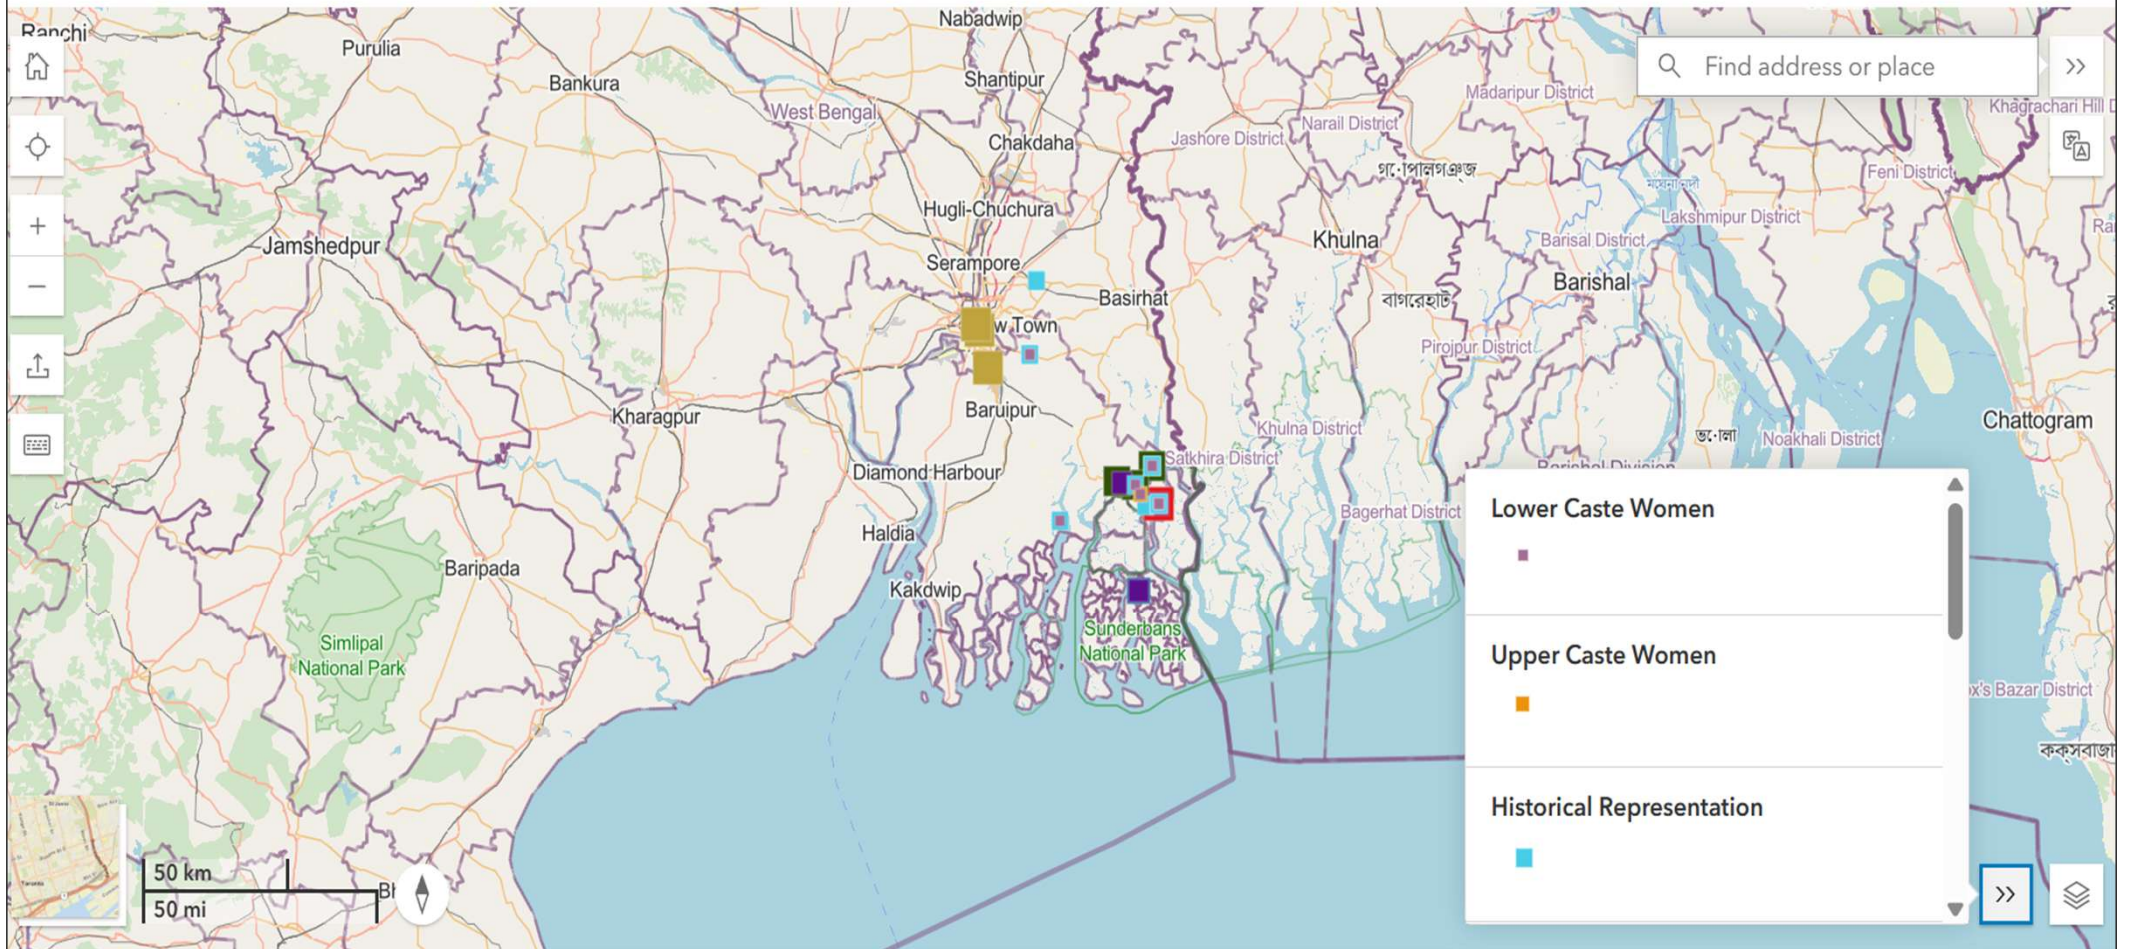 Ranchi
Nabadwip
Purulia
Bankura
Shantipur
Find address or place
Madaripur District
West Bengal
Narail District
Jashore District
Chakdaha
গোপালগঞ্জ
Feni District
Hugli-Chuchura
Lakshmipur District
Jamshedpur
Khulna
Barisal District
Serampore
Barishal
Basirhat
বাগেরহাট
w Town
Pirojpur District
Baruipur
Kharagpur
Khulna District
Chattogram
ভোলা
Noakhali District
Satkhira District
Diamond Harbour
Bagerhat District
Haldia
Baripada
Kakdwip
Sunderbans
National Park
Simlipal
National Park
x's Bazar District
Lower Caste Women
Upper Caste Women
Historical Representation
50 km
50 mi
Bh